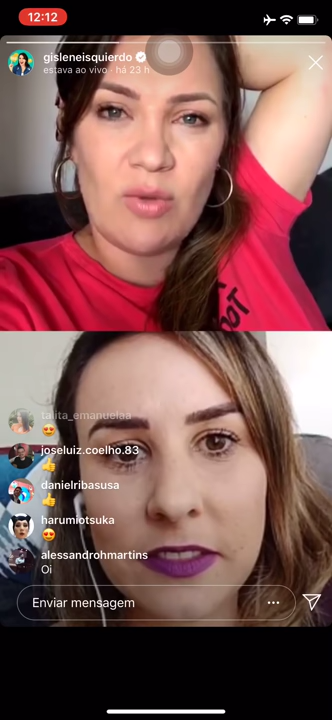 12:12
gisleneisquierdo
estava ao vivo · há 23 h
talita_emanuelaa
joseluiz.coelho.83
danielribasusa
harumiotsuka
alessandrohmartins
Oi
Enviar mensagem